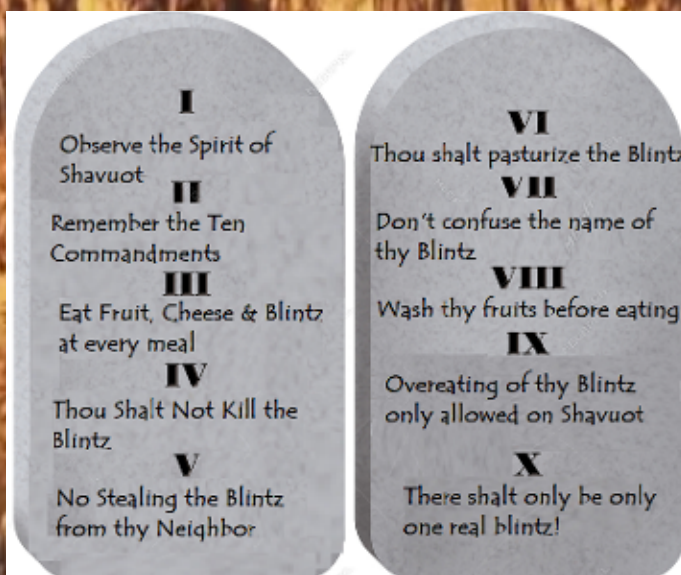 I
Observe the Spirit of
Shavuot
II
Remember the Ten
Commandments
III
Eat Fruit, Cheese & Blintz
at every meal
IV
Thou Shalt Not Kill the
Blintz
V
No Stealing the Blintz
from thy Neighbor
VI
Thou shalt pasturize the Blintz
VII
Don't confuse the name of
thy Blintz
VIII
Wash thy fruits before eating
IX
Overeating of thy Blintz
only allowed on Shavuot
X
There shalt only be only
one real blintz!